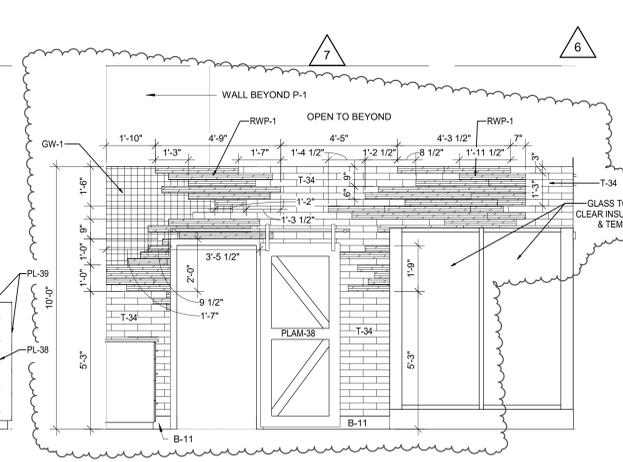 7
6
WALL BEYOND P-1
OPEN TO BEYOND
RWP-1
RWP-1
GW-1
1'-10"
4'-9"
4'-5"
4'-3 1/2"
7"
1'-3"
1'-7"
1'-4 1/2"
1'-2 1/2"
8 1/2"
1'-11 1/2"
3"
T-34
9"
6"
1'-3"
T-34
1'-6"
1'-2"
1'-3 1/2"
GLASS TO
CLEAR INSU
& TEM
9"
1'-0"
3'-5 1/2"
2'-0"
1'-9"
PL-39
1'-0"
10'-0"
9 1/2"
1'-7"
T-34
PLAM-38
T-34
PL-38
5'-3"
5'-3"
B-11
B-11